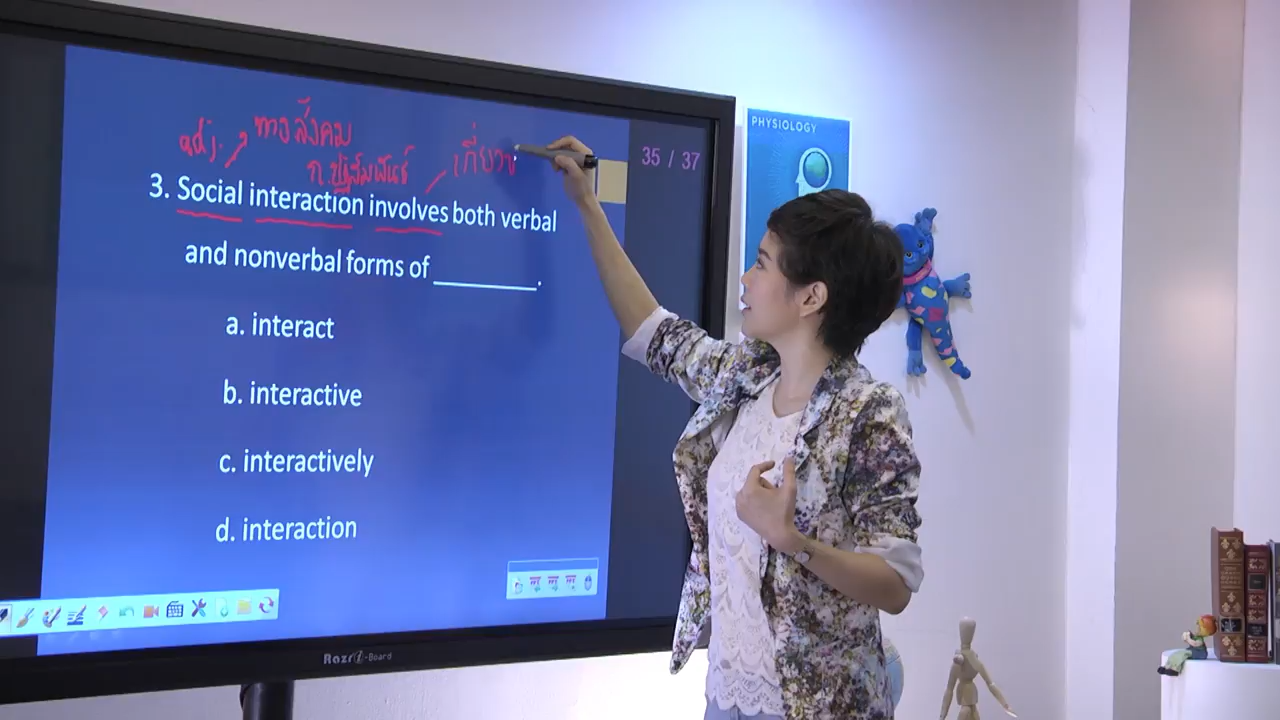 adj. ทางสังคม
ก.ปฏิสัมพันธ์ เกี่ยวข
35 / 37
PHYSIOLOGY
3. Social interaction involves both verbal
and nonverbal forms of ________.
a. interact
b. interactive
c. interactively
d. interaction
Razr i-Board